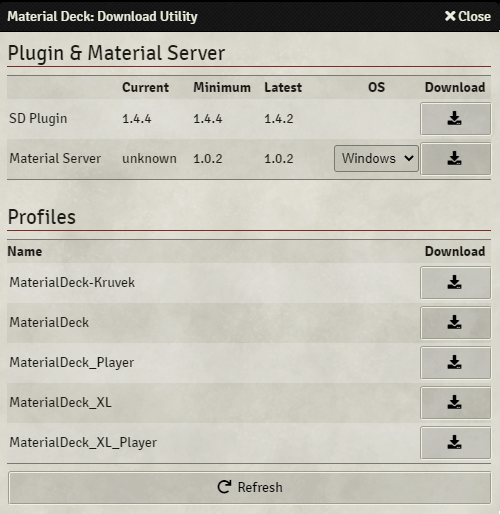 Material Deck: Download Utility Close
Plugin & Material Server
Current Minimum Latest OS Download
SD Plugin 1.4.4 1.4.4 1.4.2
Material Server unknown 1.0.2 1.0.2 Windows
Profiles
Name Download
MaterialDeck-Kruvek
MaterialDeck
MaterialDeck_Player
MaterialDeck_XL
MaterialDeck_XL_Player
Refresh